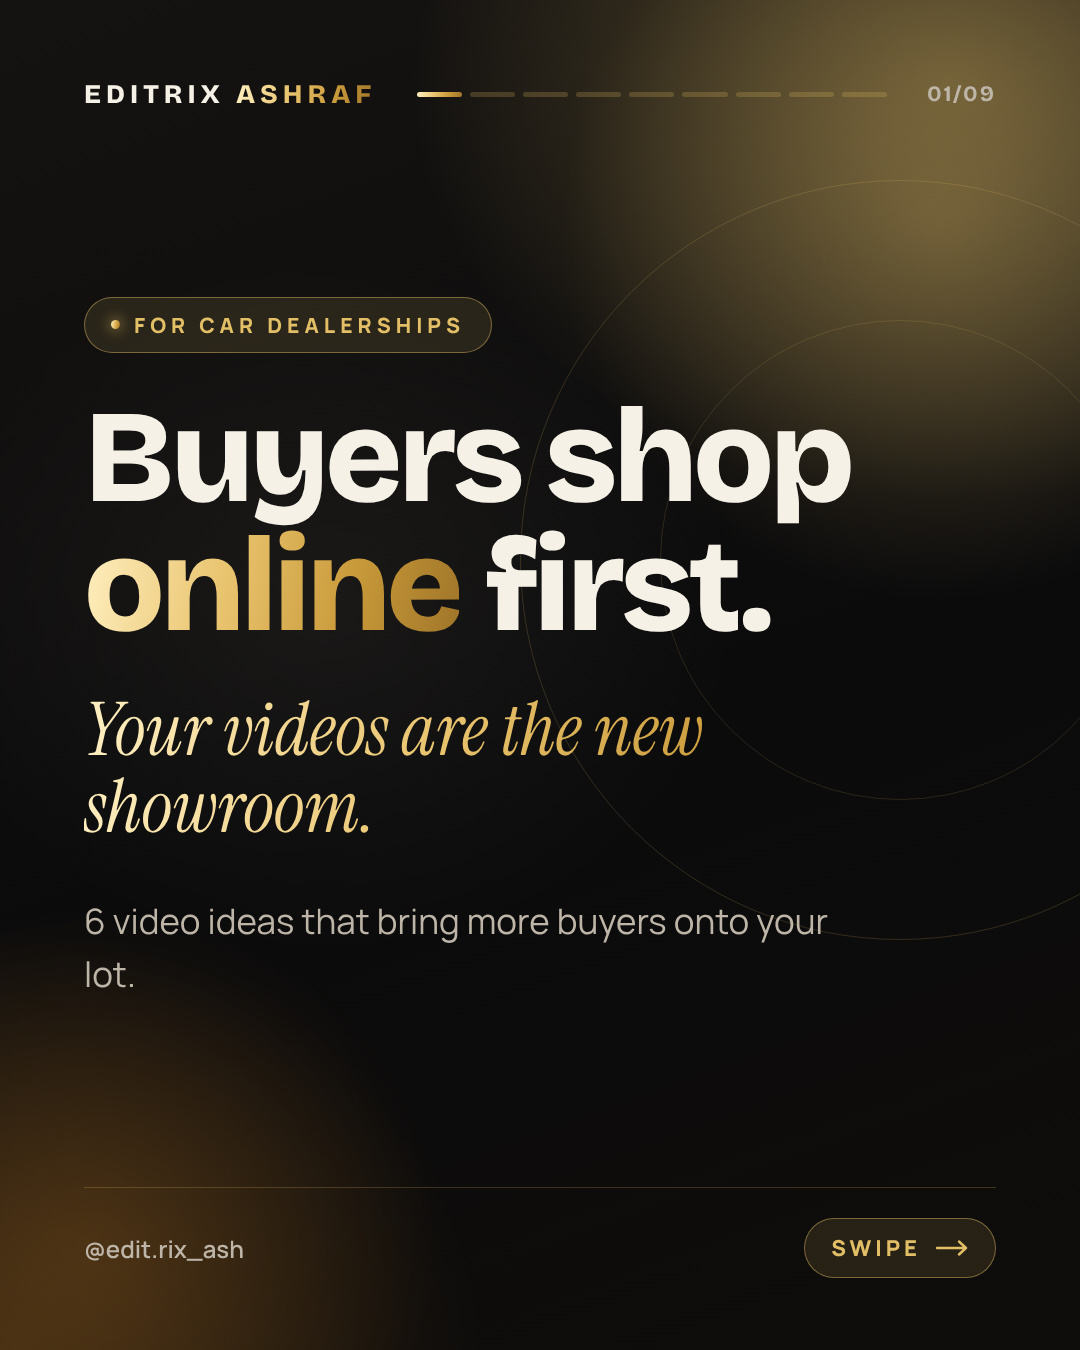 EDITRIX ASHRAF
01/09
FOR CAR DEALERSHIPS
Buyers shop
online first.
Your videos are the new
showroom.
6 video ideas that bring more buyers onto your
lot.
@edit.rix_ash
SWIPE →